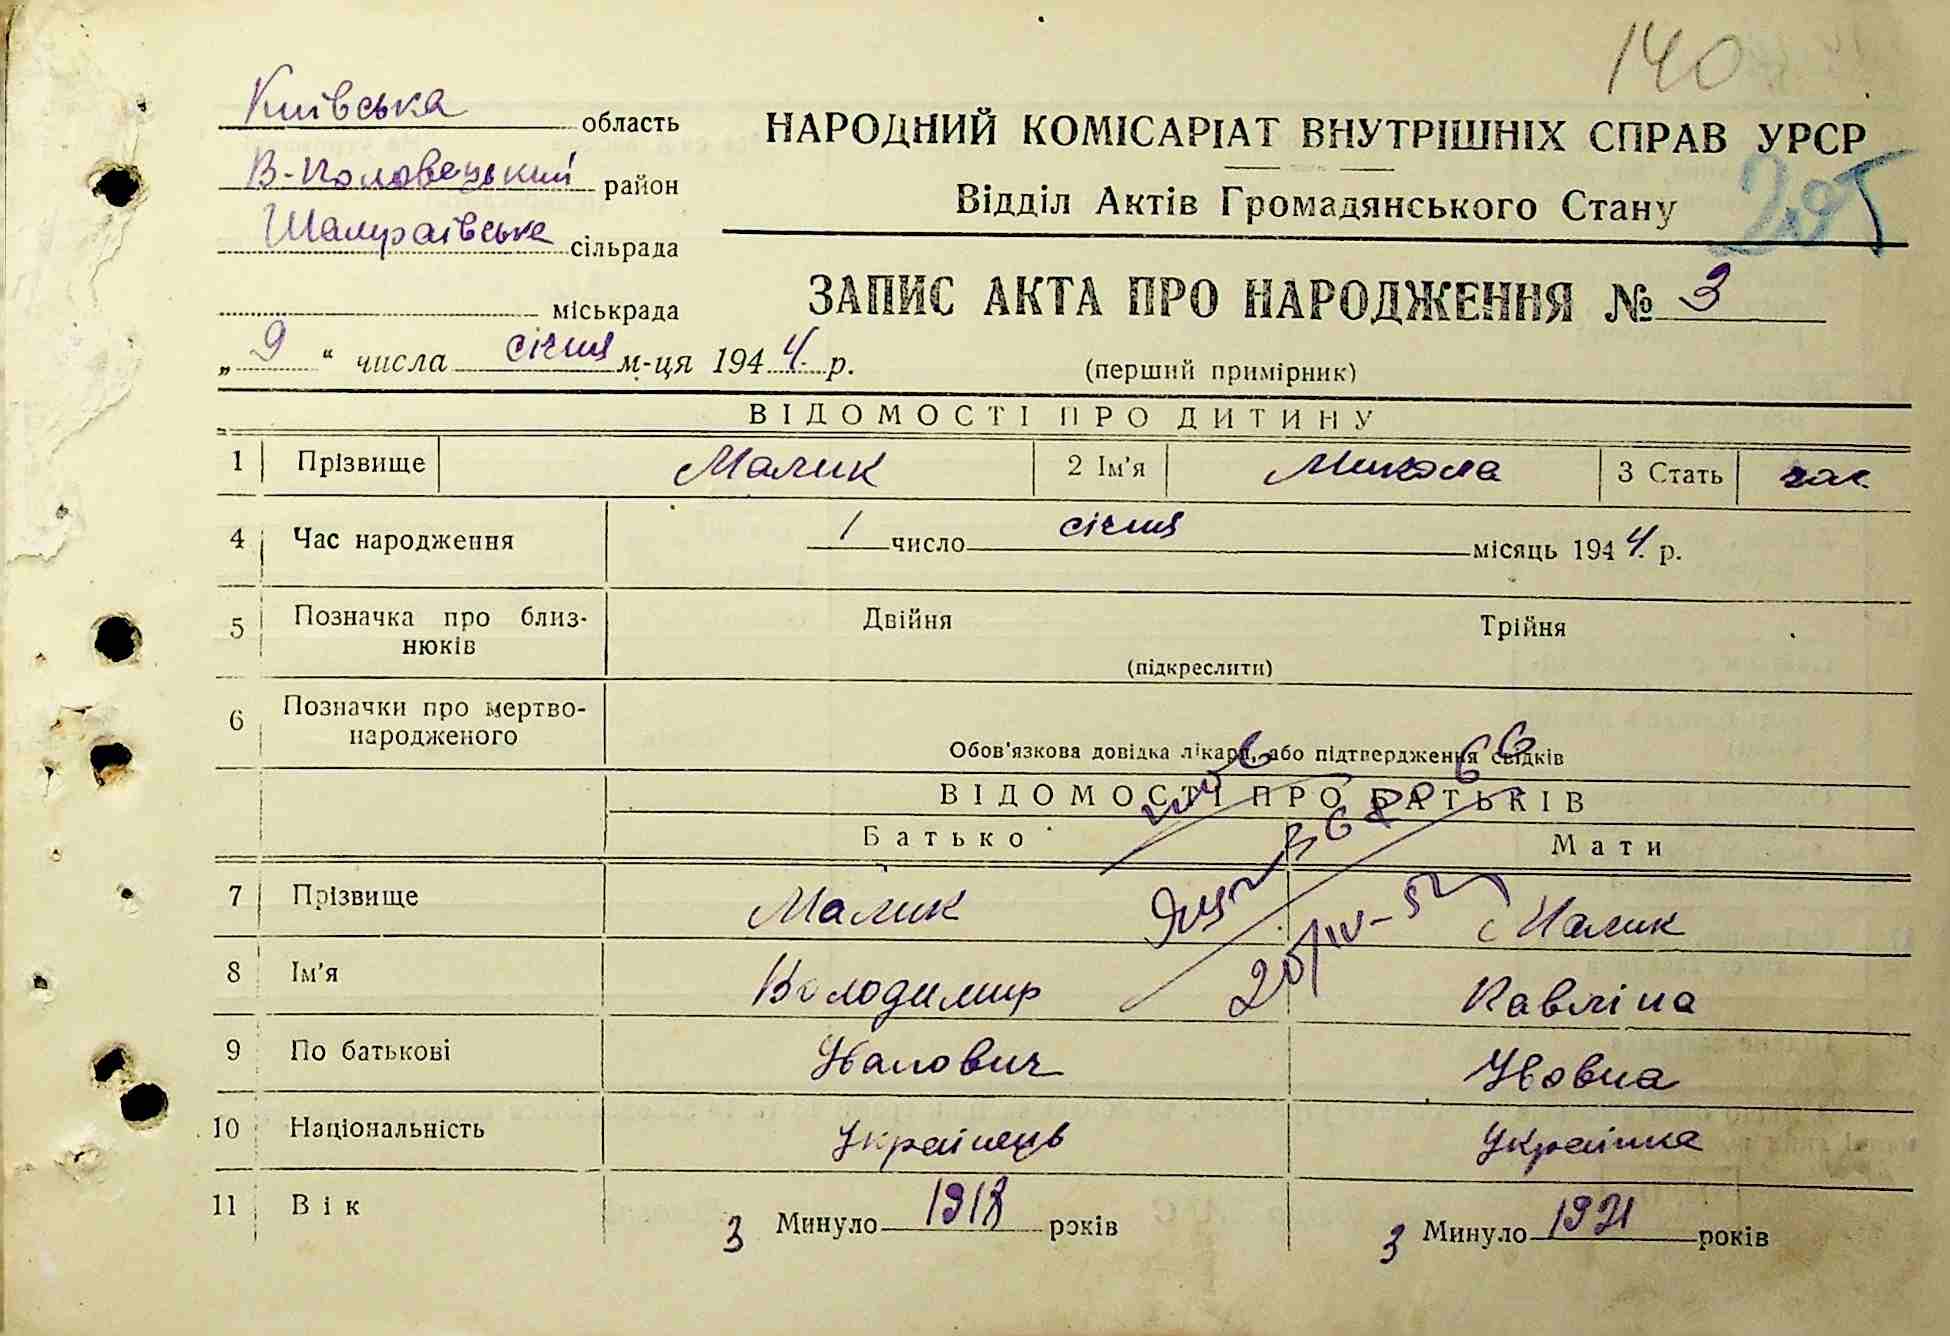 140
Київська область
В-Половецький район
Шамраївська сільрада
міськрада
„ 9 “ числа січня м-ця 1944 р.
НАРОДНИЙ КОМІСАРІАТ ВНУТРІШНІХ СПРАВ УРСР
Відділ Актів Громадянського Стану
ЗАПИС АКТА ПРО НАРОДЖЕННЯ № 3
(перший примірник)
ВІДОМОСТІ ПРО ДИТИНУ
1 Прізвище Малик 2 Ім'я Микола 3 Стать чол
4 Час народження 1 число січня місяць 1944 р.
5 Позначка про близ-
нюків Двійня Трійня
(підкреслити)
6 Позначки про мертво-
народженого
Обов'язкова довідка лікаря, або підтвердження свідків
ВІДОМОСТІ ПРО БАТЬКІВ
Батько Мати
7 Прізвище Малик Малик
8 Ім'я Володимир Павліна
9 По батькові
10 Національність Українець Українка
11 Вік З Минуло 1918 років З Минуло 1921 років